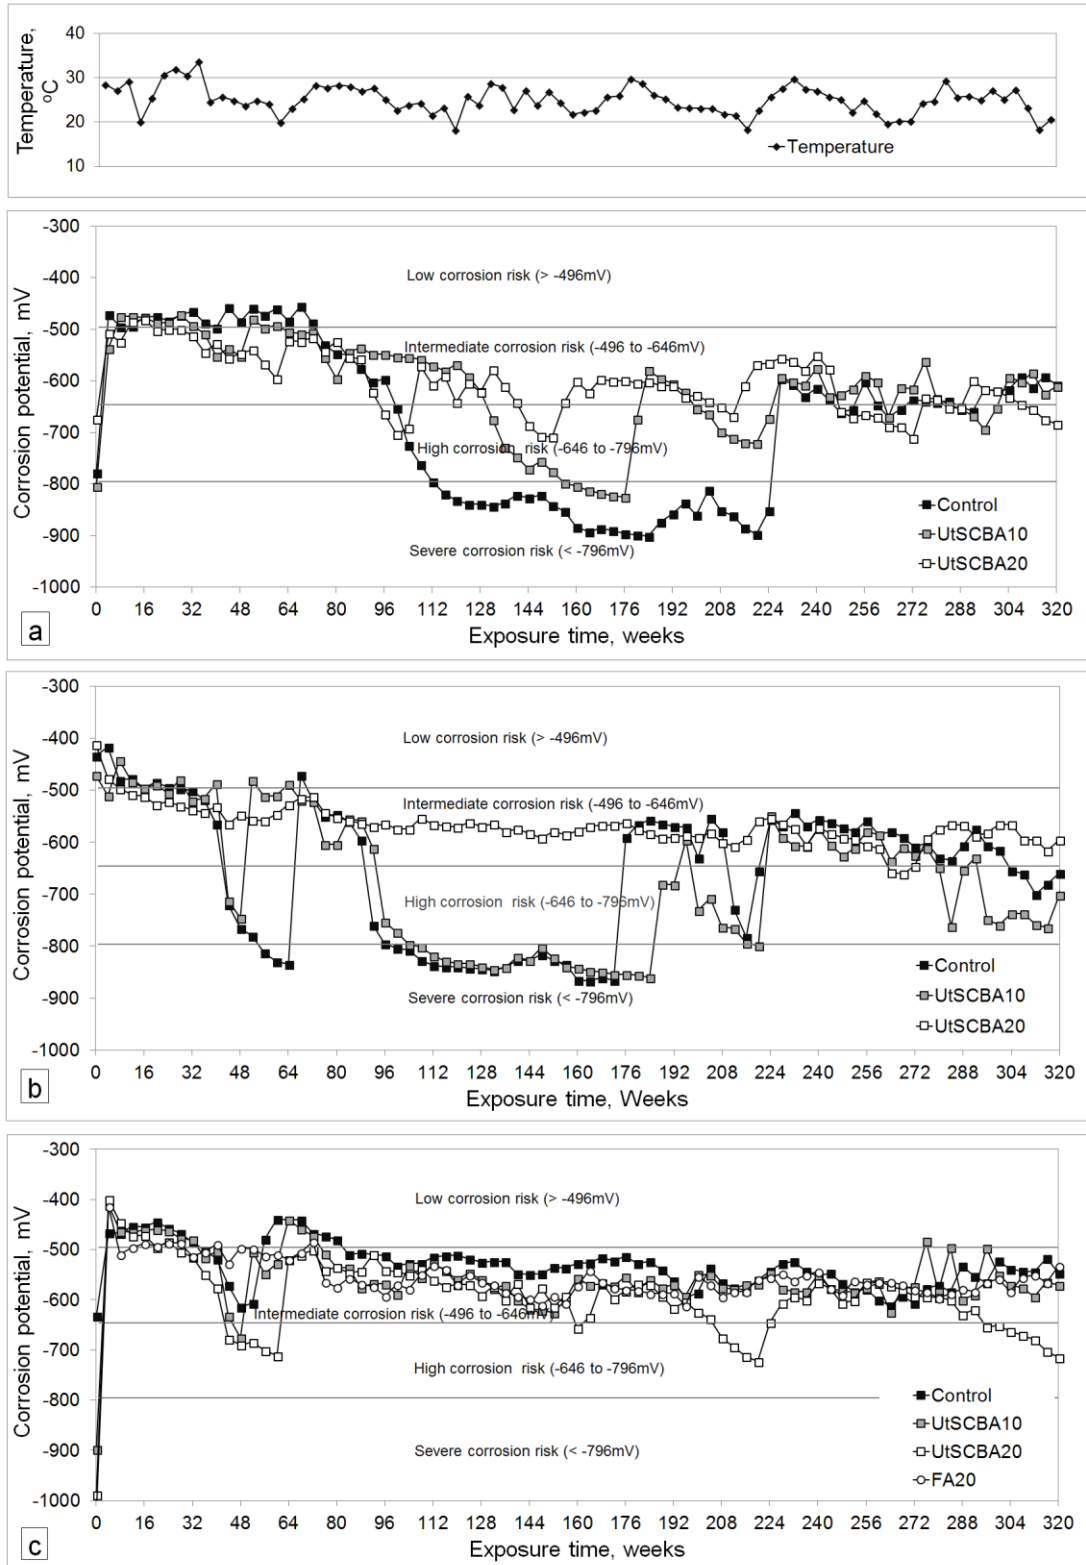 Temperature, °C
40
30
20
10
Temperature
Corrosion potential, mV
-300
-400
-500
-600
-700
-800
-900
-1000
Low corrosion risk (> -496mV)
Intermediate corrosion risk (-496 to -646mV)
High corrosion risk (-646 to -796mV)
Severe corrosion risk (< -796mV)
Control
UtSCBA10
UtSCBA20
0 16 32 48 64 80 96 112 128 144 160 176 192 208 224 240 256 272 288 304 320
Exposure time, weeks
a
Corrosion potential, mV
-300
-400
-500
-600
-700
-800
-900
-1000
Low corrosion risk (> -496mV)
Intermediate corrosion risk (-496 to -646mV)
High corrosion risk (-646 to -796mV)
Severe corrosion risk (< -796mV)
Control
UtSCBA10
UtSCBA20
0 16 32 48 64 80 96 112 128 144 160 176 192 208 224 240 256 272 288 304 320
Exposure time, Weeks
b
Corrosion potential, mV
-300
-400
-500
-600
-700
-800
-900
-1000
Low corrosion risk (> -496mV)
Intermediate corrosion risk (-496 to -646mV)
High corrosion risk (-646 to -796mV)
Severe corrosion risk (< -796mV)
Control
UtSCBA10
UtSCBA20
FA20
0 16 32 48 64 80 96 112 128 144 160 176 192 208 224 240 256 272 288 304 320
Exposure time, weeks
c